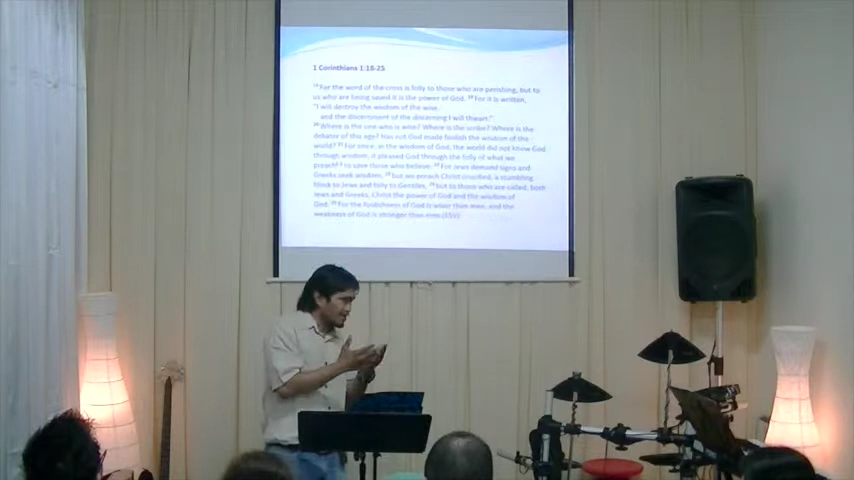 1 Corinthians 1:18-25
18 For the word of the cross is folly to those who are perishing, but to
us who are being saved it is the power of God. 19 For it is written,
"I will destroy the wisdom of the wise,
and the discernment of the discerning I will thwart."
20 Where is the one who is wise? Where is the scribe? Where is the
debater of this age? Has not God made foolish the wisdom of the
world? 21 For since, in the wisdom of God, the world did not know God
through wisdom, it pleased God through the folly of what we
preach to save those who believe. 22 For Jews demand signs and
Greeks seek wisdom, 23 but we preach Christ crucified, a stumbling
block to Jews and folly to Gentiles, 24 but to those who are called, both
Jews and Greeks, Christ the power of God and the wisdom of
God. 25 For the foolishness of God is wiser than men, and the
weakness of God is stronger than men.(ESV)